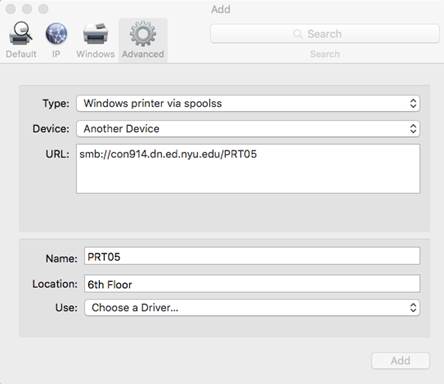 Add
Default IP Windows Advanced
Search
Search
Type: Windows printer via spoolss
Device: Another Device
URL: smb://con914.dn.ed.nyu.edu/PRT05
Name: PRT05
Location: 6th Floor
Use: Choose a Driver...
Add